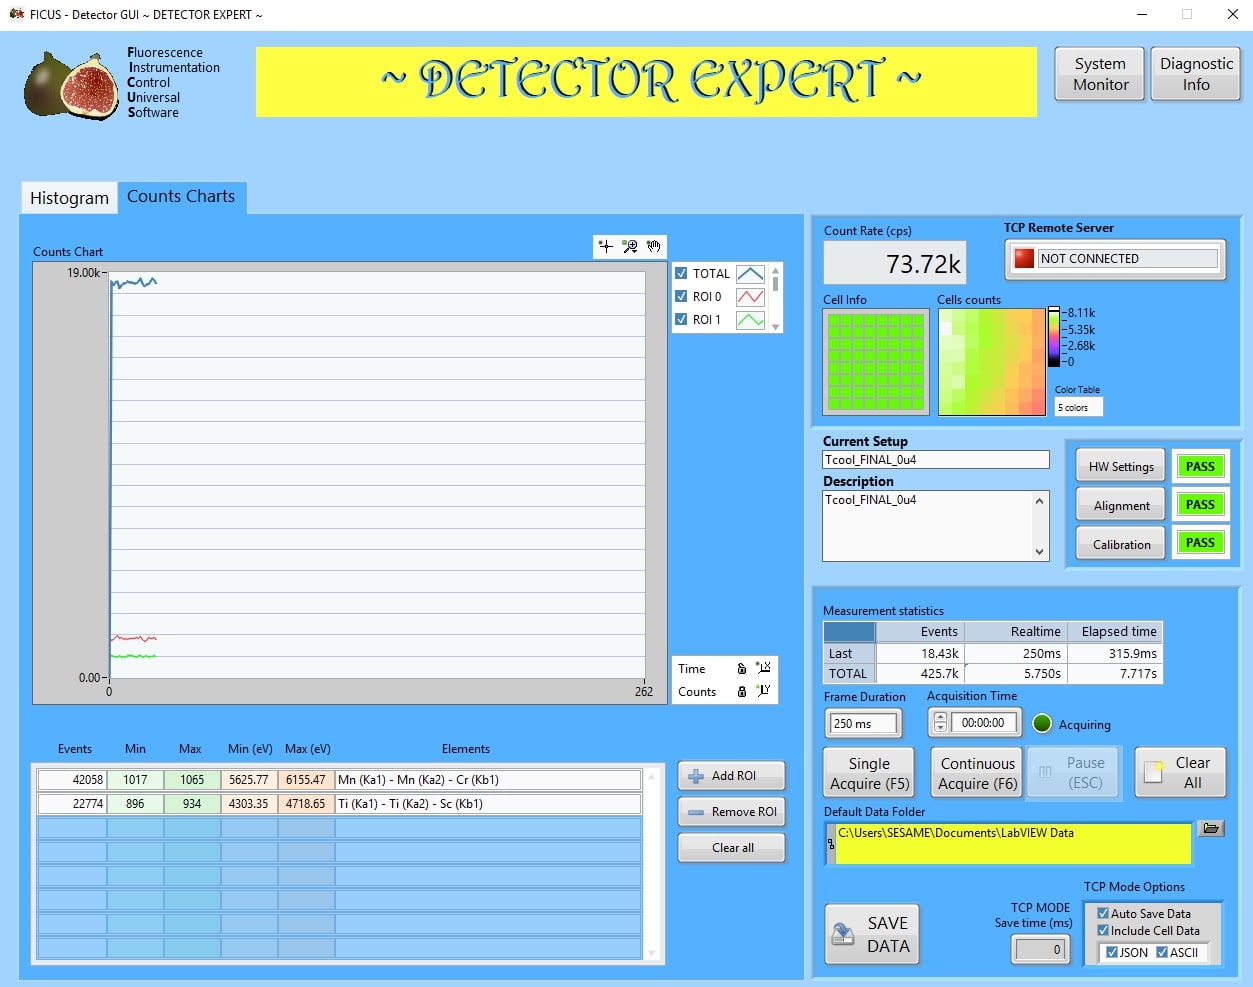 FICUS - Detector GUI ~ DETECTOR EXPERT ~
Fluorescence
Instrumentation
Control
Universal
Software
~ DETECTOR EXPERT ~
System Monitor
Diagnostic Info
Histogram
Counts Charts
Counts Chart
19.00k
0.00
0
262
TOTAL
ROI 0
ROI 1
Time
Counts
Count Rate (cps)
73.72k
TCP Remote Server
NOT CONNECTED
Cell Info
Cells counts
8.11k
5.35k
2.68k
0
Color Table
5 colors
Current Setup
Tcool_FINAL_0u4
Description
Tcool_FINAL_0u4
HW Settings PASS
Alignment PASS
Calibration PASS
Events Min Max Min (eV) Max (eV) Elements
42058 1017 1065 5625.77 6155.47 Mn (Ka1) - Mn (Ka2) - Cr (Kb1)
22774 896 934 4303.35 4718.65 Ti (Ka1) - Ti (Ka2) - Sc (Kb1)
Add ROI
Remove ROI
Clear all
Measurement statistics
Events Realtime Elapsed time
Last 18.43k 250ms 315.9ms
TOTAL 425.7k 5.750s 7.717s
Frame Duration
250 ms
Acquisition Time
00:00:00
Acquiring
Single
Acquire (F5)
Continuous
Acquire (F6)
Pause
(ESC)
Clear
All
Default Data Folder
C:\Users\SESAME\Documents\LabVIEW Data
SAVE
DATA
TCP MODE
Save time (ms)
0
TCP Mode Options
Auto Save Data
Include Cell Data
JSON ASCII